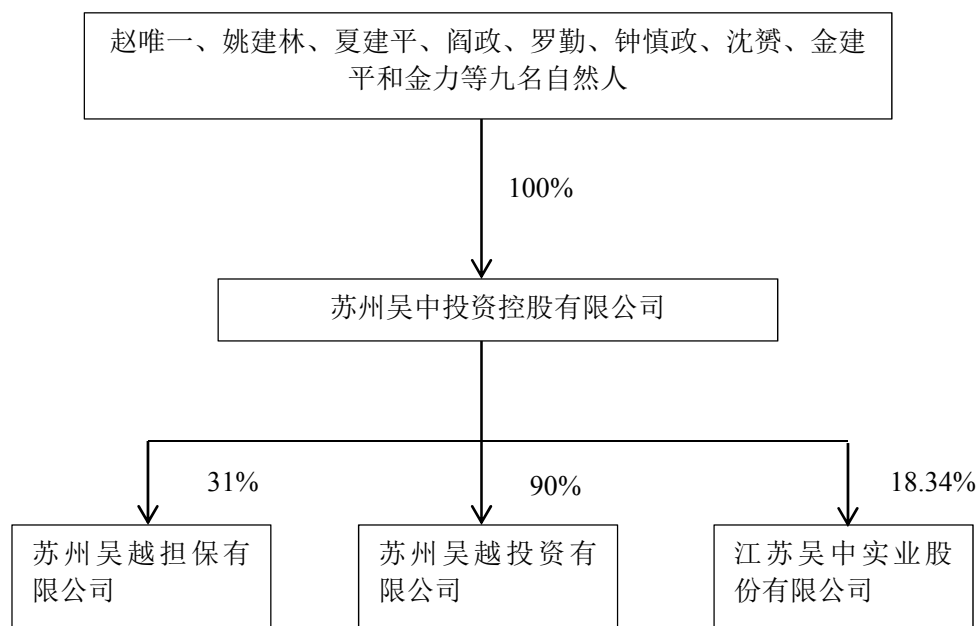 赵唯一、姚建林、夏建平、阎政、罗勤、钟慎政、沈赟、金建
平和金力等九名自然人
100%
苏州吴中投资控股有限公司
31%
90%
18.34%
苏州吴越担保有
限公司
苏州吴越投资有
限公司
江苏吴中实业股
份有限公司